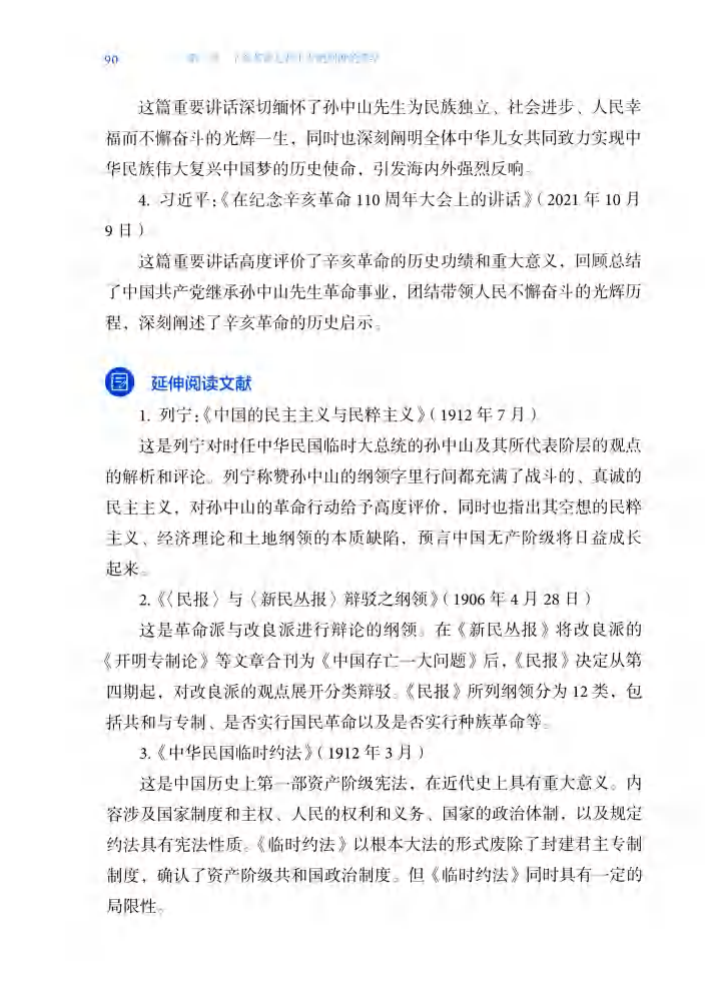 90
这篇重要讲话深切缅怀了孙中山先生为民族独立、社会进步、人民幸
福而不懈奋斗的光辉一生，同时也深刻阐明全体中华儿女共同致力实现中
华民族伟大复兴中国梦的历史使命，引发海内外强烈反响。
4. 习近平：《在纪念辛亥革命 110 周年大会上的讲话》（2021 年 10 月
9 日）
这篇重要讲话高度评价了辛亥革命的历史功绩和重大意义，回顾总结
了中国共产党继承孙中山先生革命事业，团结带领人民不懈奋斗的光辉历
程，深刻阐述了辛亥革命的历史启示。
延伸阅读文献
1. 列宁：《中国的民主主义与民粹主义》（1912 年 7 月）
这是列宁对时任中华民国临时大总统的孙中山及其所代表阶层的观点
的解析和评论。列宁称赞孙中山的纲领字里行间都充满了战斗的、真诚的
民主主义，对孙中山的革命行动给予高度评价，同时也指出其空想的民粹
主义、经济理论和土地纲领的本质缺陷，预言中国无产阶级将日益成长
起来。
2.《〈民报〉与〈新民丛报〉辩驳之纲领》（1906 年 4 月 28 日）
这是革命派与改良派进行辩论的纲领。在《新民丛报》将改良派的
《开明专制论》等文章合刊为《中国存亡一大问题》后，《民报》决定从第
四期起，对改良派的观点展开分类辩驳。《民报》所列纲领分为 12 类，包
括共和与专制、是否实行国民革命以及是否实行种族革命等。
3.《中华民国临时约法》（1912 年 3 月）
这是中国历史上第一部资产阶级宪法，在近代史上具有重大意义。内
容涉及国家制度和主权、人民的权利和义务、国家的政治体制，以及规定
约法具有宪法性质。《临时约法》以根本大法的形式废除了封建君主专制
制度，确认了资产阶级共和国政治制度。但《临时约法》同时具有一定的
局限性。